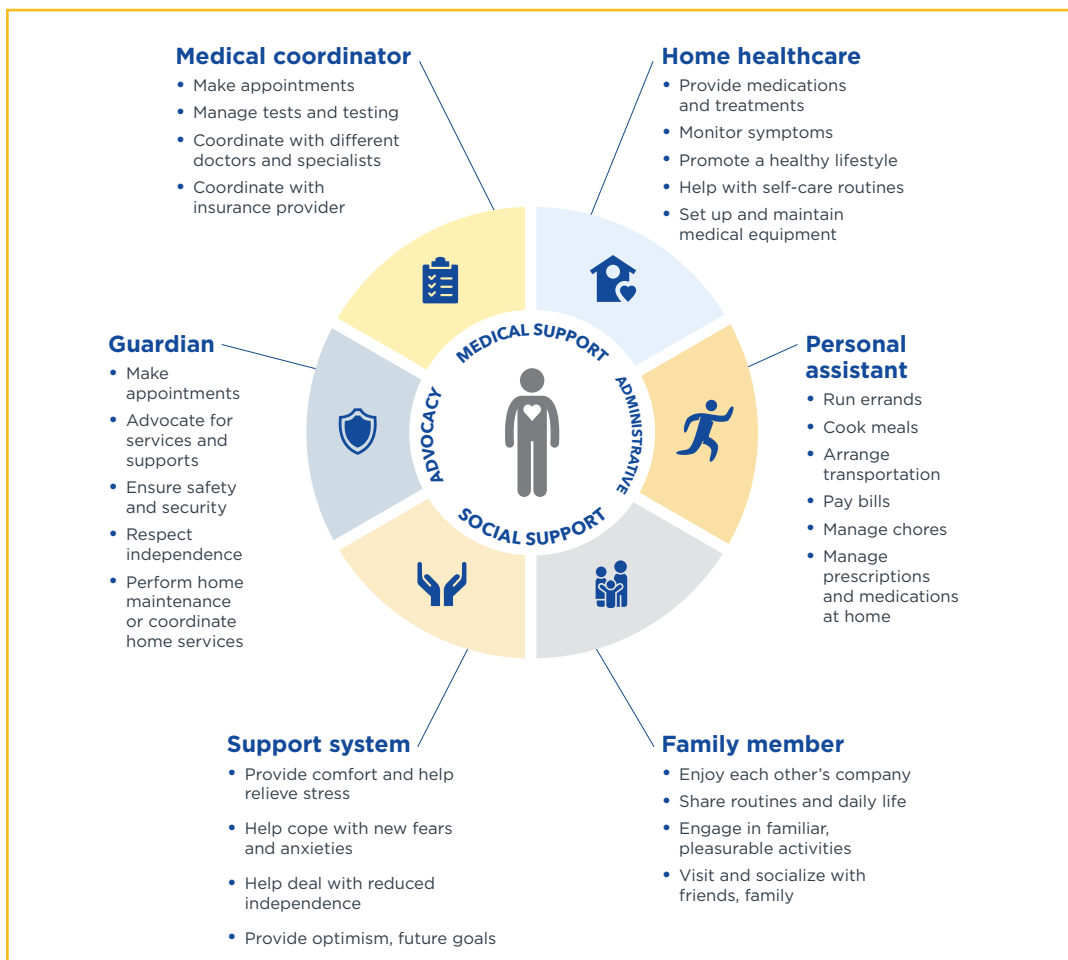 Medical coordinator
• Make appointments
• Manage tests and testing
• Coordinate with different
doctors and specialists
• Coordinate with
insurance provider
Home healthcare
• Provide medications
and treatments
• Monitor symptoms
• Promote a healthy lifestyle
• Help with self-care routines
• Set up and maintain
medical equipment
Guardian
• Make
appointments
• Advocate for
services and
supports
• Ensure safety
and security
• Respect
independence
• Perform home
maintenance
or coordinate
home services
MEDICAL SUPPORT
ADVOCACY
ADMINISTRATIVE
SOCIAL SUPPORT
Personal
assistant
• Run errands
• Cook meals
• Arrange
transportation
• Pay bills
• Manage chores
• Manage
prescriptions
and medications
at home
Support system
• Provide comfort and help
relieve stress
• Help cope with new fears
and anxieties
• Help deal with reduced
independence
• Provide optimism, future goals
Family member
• Enjoy each other’s company
• Share routines and daily life
• Engage in familiar,
pleasurable activities
• Visit and socialize with
friends, family